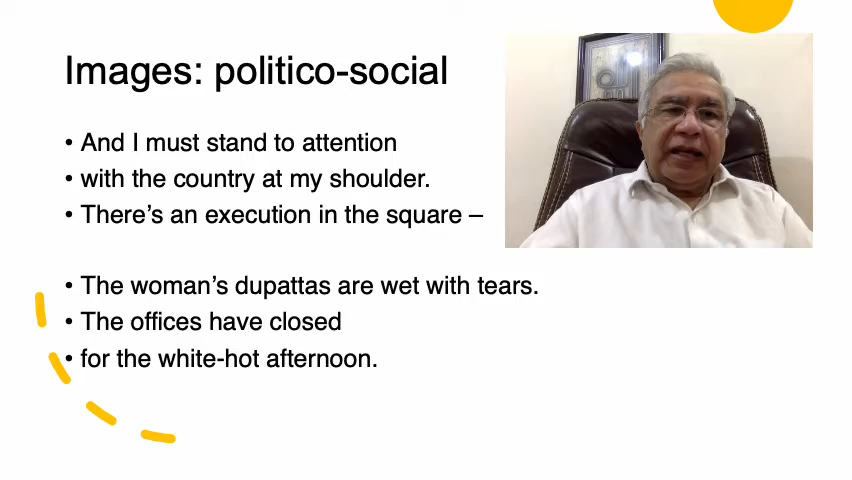 Images: politico-social
• And I must stand to attention
• with the country at my shoulder.
• There’s an execution in the square –
• The woman’s dupattas are wet with tears.
• The offices have closed
• for the white-hot afternoon.